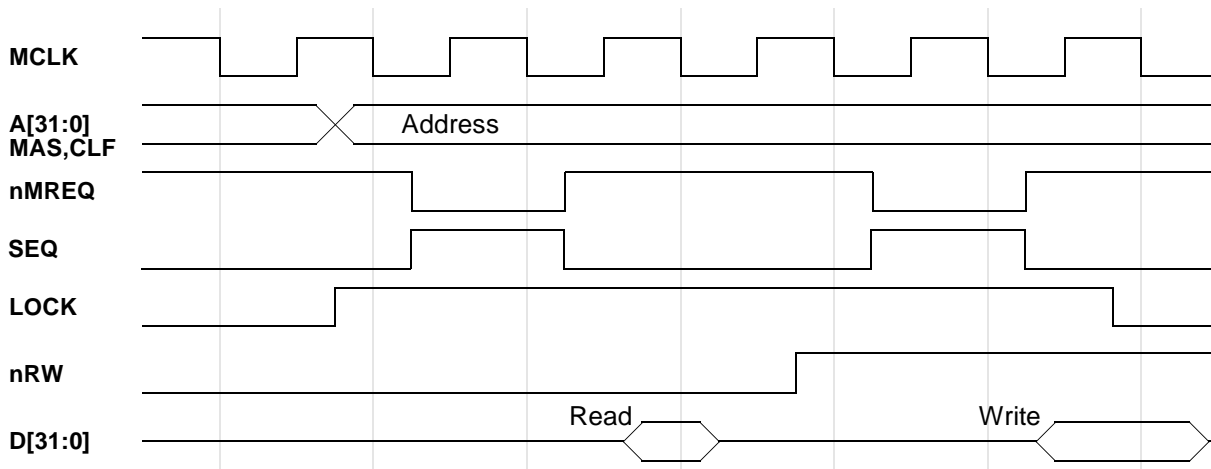 MCLK
A[31:0]
Address
MAS,CLF
nMREQ
SEQ
LOCK
nRW
Read
Write
D[31:0]